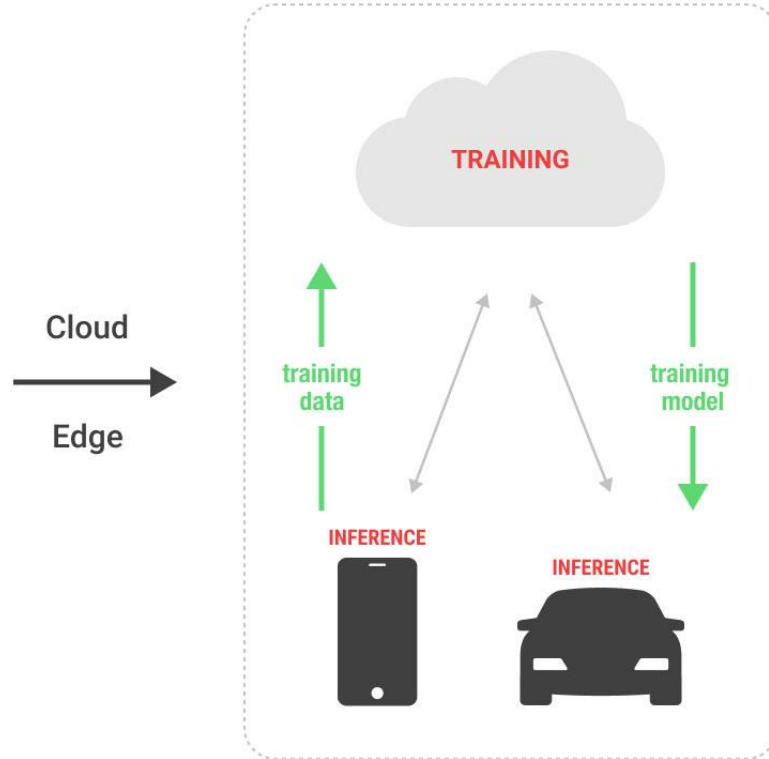 TRAINING
Cloud
Edge
training
data
training
model
INFERENCE
INFERENCE